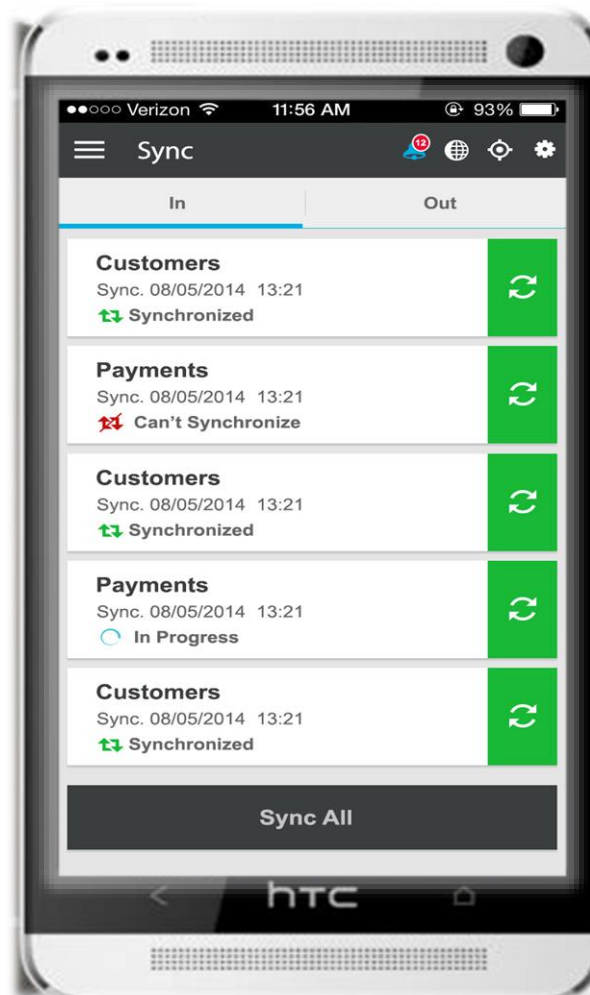 Verizon 11:56 AM 93%
Sync 12
In Out
Customers
Sync. 08/05/2014 13:21
Synchronized
Payments
Sync. 08/05/2014 13:21
Can't Synchronize
Customers
Sync. 08/05/2014 13:21
Synchronized
Payments
Sync. 08/05/2014 13:21
In Progress
Customers
Sync. 08/05/2014 13:21
Synchronized
Sync All
hTC